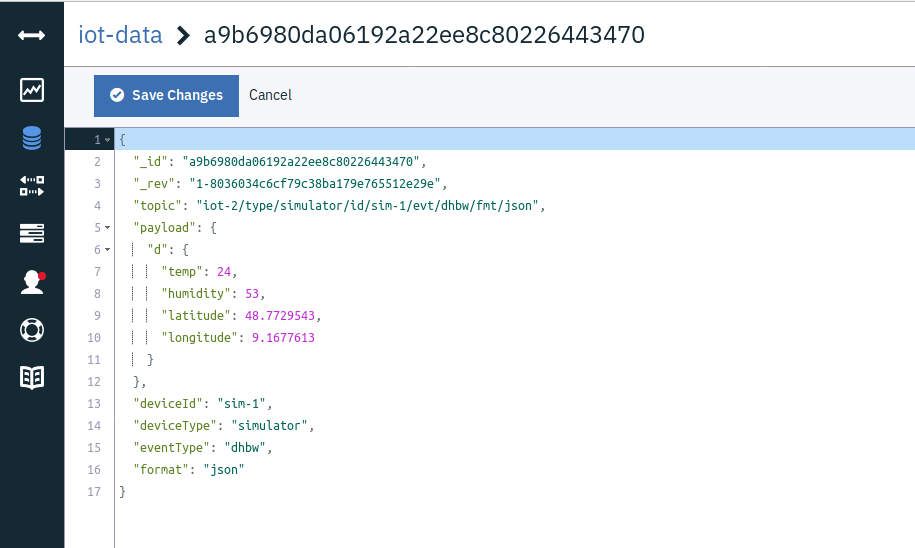 iot-data > a9b6980da06192a22ee8c80226443470
Save Changes Cancel
1 {
2 "_id": "a9b6980da06192a22ee8c80226443470",
3 "_rev": "1-8036034c6cf79c38ba179e765512e29e",
4 "topic": "iot-2/type/simulator/id/sim-1/evt/dhbw/fmt/json",
5 "payload": {
6 "d": {
7 "temp": 24,
8 "humidity": 53,
9 "latitude": 48.7729543,
10 "longitude": 9.1677613
11 }
12 },
13 "deviceId": "sim-1",
14 "deviceType": "simulator",
15 "eventType": "dhbw",
16 "format": "json"
17 }